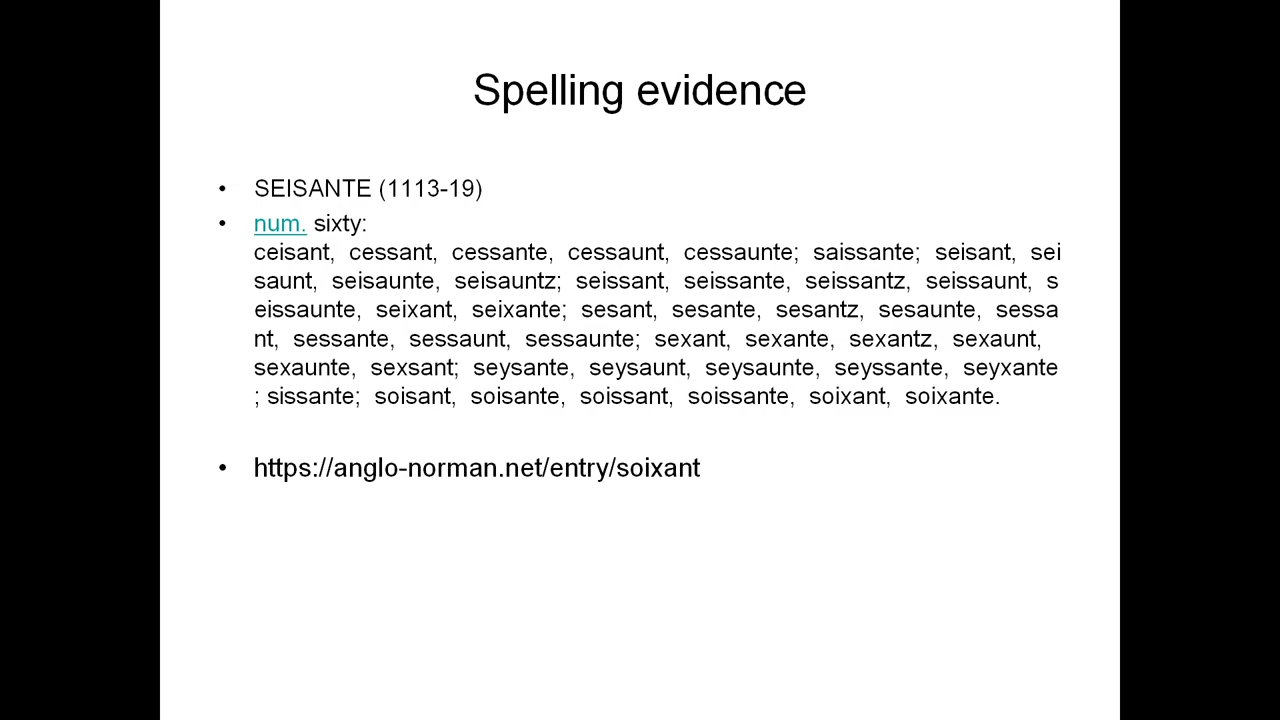 Spelling evidence
• SEISANTE (1113-19)
• num. sixty:
ceisant, cessant, cessante, cessaunt, cessaunte; saissante; seisant, sei
saunt, seisaunte, seisauntz; seissant, seissante, seissantz, seissaunt, s
eissaunte, seixant, seixante; sesant, sesante, sesantz, sesaunte, sessa
nt, sessante, sessaunt, sessaunte; sexant, sexante, sexantz, sexaunt,
sexaunte, sexsant; seysante, seysaunt, seysaunte, seyssante, seyxante
; sissante; soisant, soisante, soissant, soissante, soixant, soixante.
• https://anglo-norman.net/entry/soixant